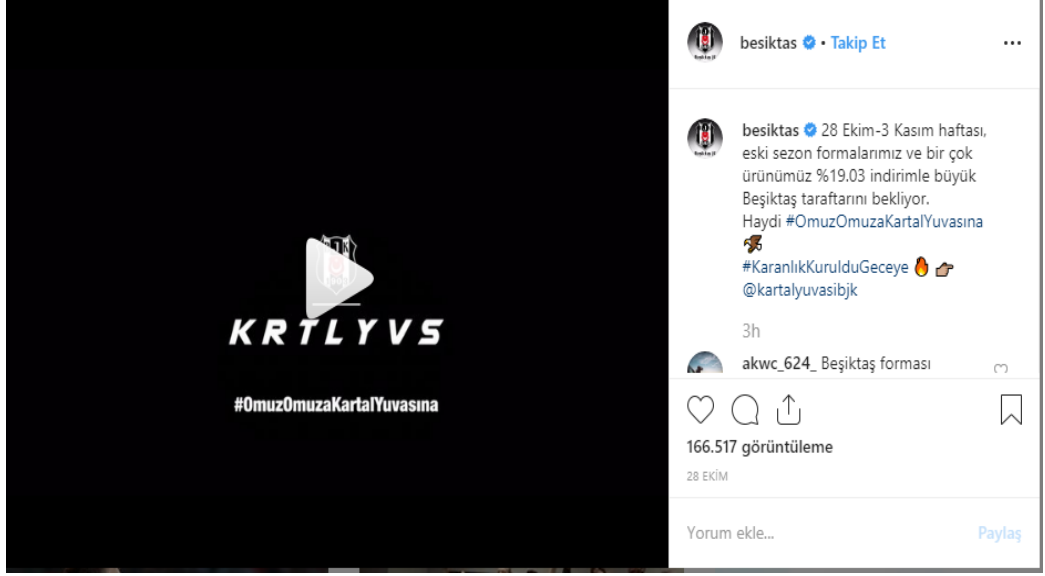 besiktas • Takip Et
besiktas 28 Ekim-3 Kasım haftası,
eski sezon formalarımız ve bir çok
ürünümüz %19.03 indirimle büyük
Beşiktaş taraftarını bekliyor.
Haydi #OmuzOmuzaKartalYuvasına
🦅
#KaranlıkKurulduGeceye 🔥 👉🏼
@kartalyuvasibjk
3h
akwc_624_ Beşiktaş forması
KRTLYVS
#OmuzOmuzaKartalYuvasına
166.517 görüntüleme
28 EKİM
Yorum ekle... Paylaş